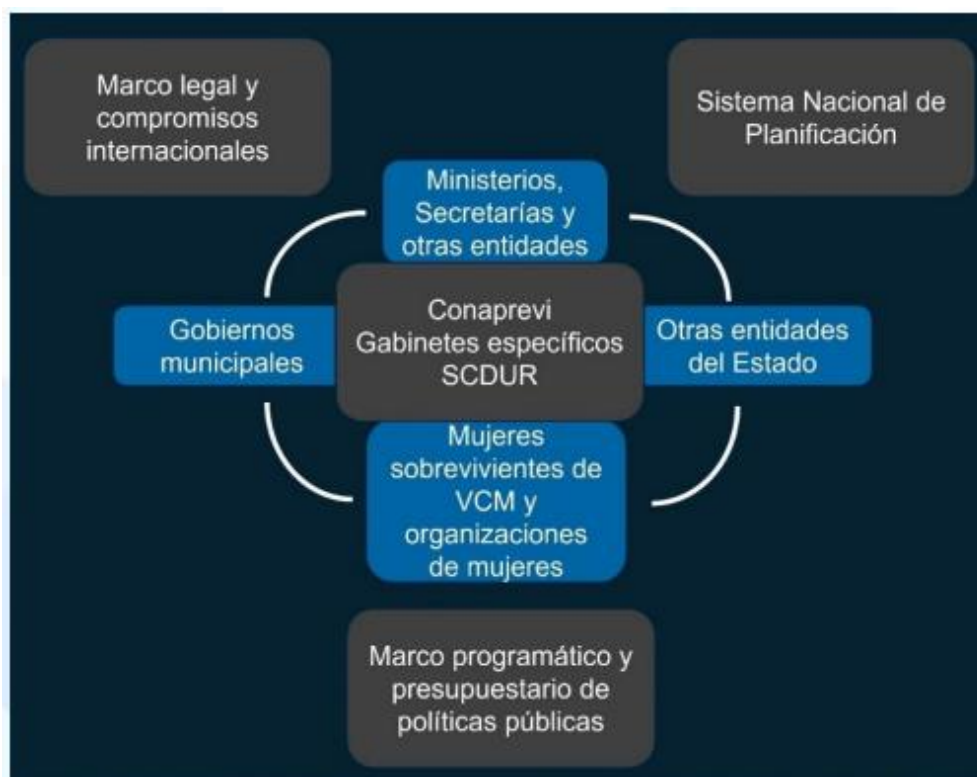 Marco legal y
compromisos
internacionales
Sistema Nacional de
Planificación
Ministerios,
Secretarías y
otras entidades
Gobiernos
municipales
Conaprevi
Gabinetes específicos
SCDUR
Otras entidades
del Estado
Mujeres
sobrevivientes de
VCM y
organizaciones
de mujeres
Marco programático y
presupuestario de
políticas públicas